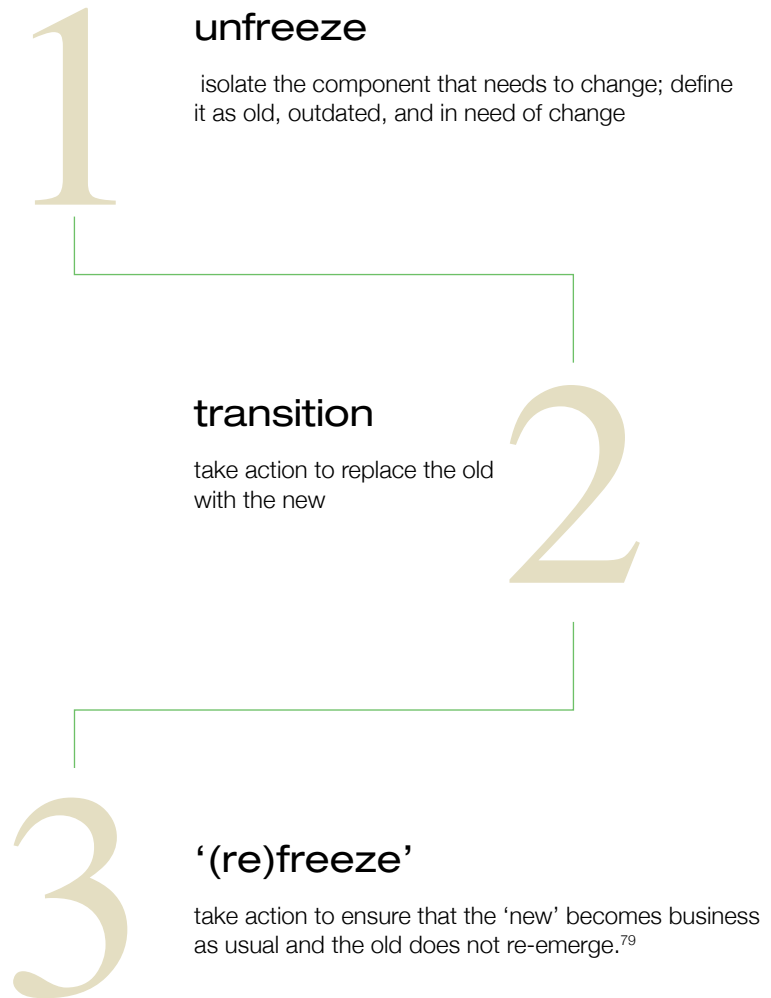 1
unfreeze
isolate the component that needs to change; define
it as old, outdated, and in need of change
2
transition
take action to replace the old
with the new
3
‘(re)freeze’
take action to ensure that the ‘new’ becomes business
as usual and the old does not re-emerge.79